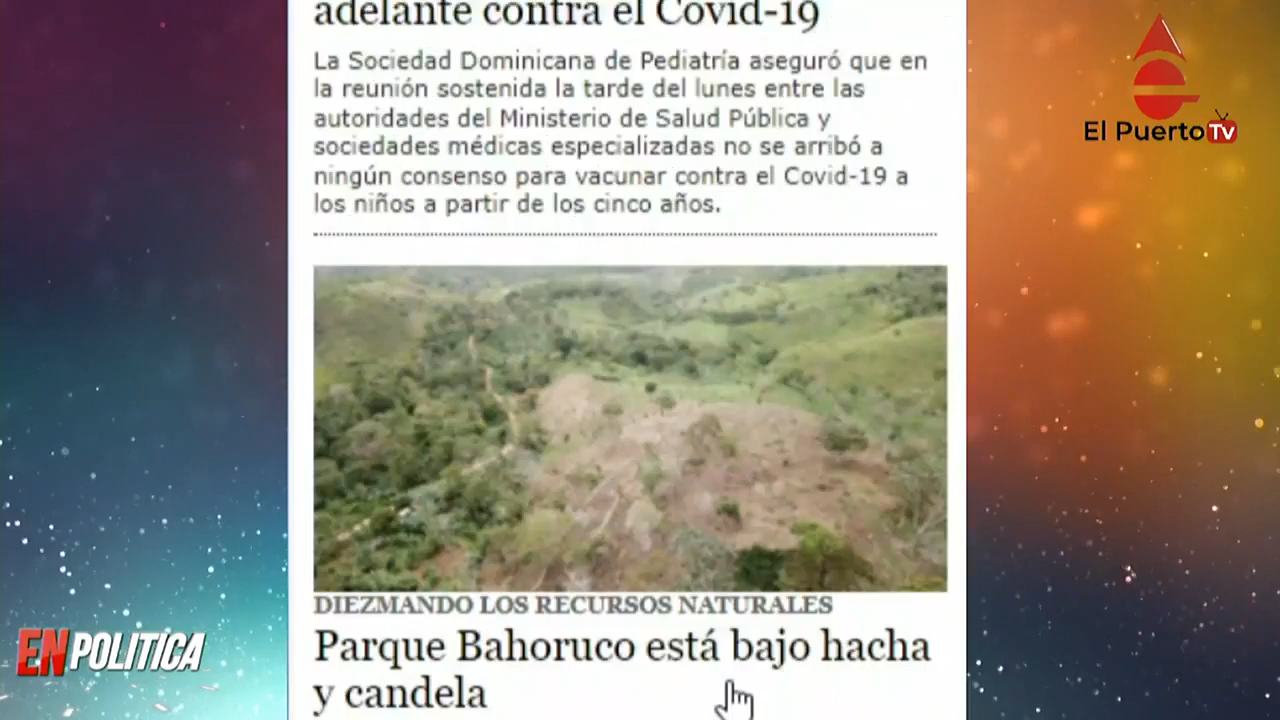 adelante contra el Covid-19
La Sociedad Dominicana de Pediatría aseguró que en
la reunión sostenida la tarde del lunes entre las
autoridades del Ministerio de Salud Pública y
sociedades médicas especializadas no se arribó a
ningún consenso para vacunar contra el Covid-19 a
los niños a partir de los cinco años.
El Puerto Tv
DIEZMANDO LOS RECURSOS NATURALES
Parque Bahoruco está bajo hacha
y candela
EN POLITICA